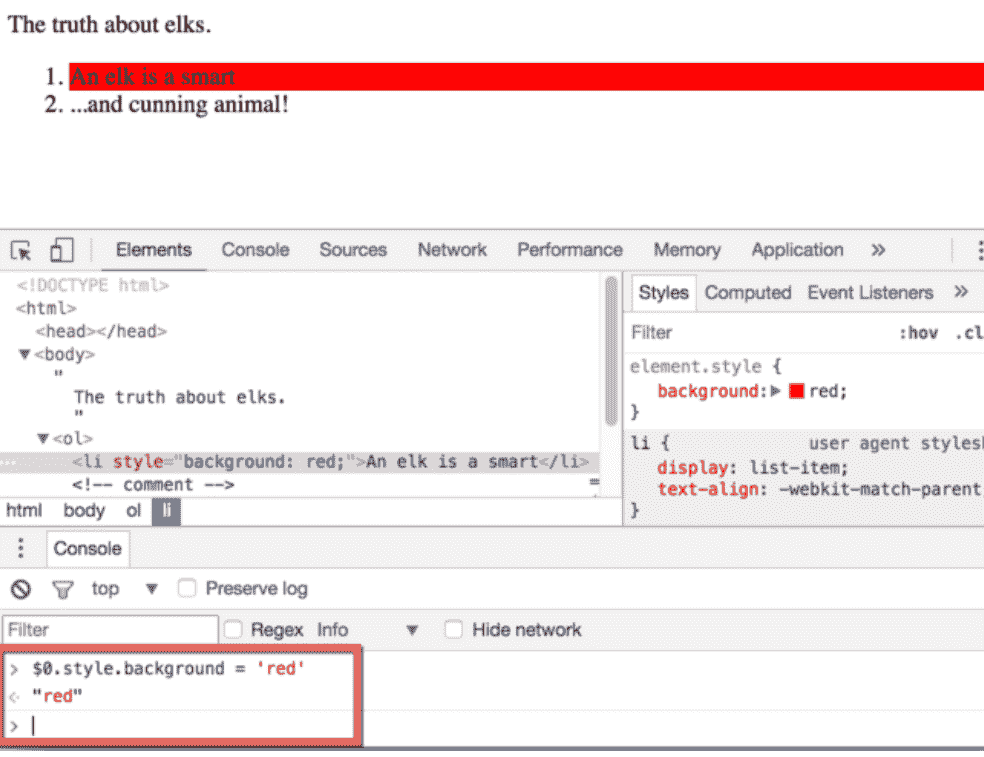 The truth about elks.
1. An elk is a smart
2. ...and cunning animal!
Elements Console Sources Network Performance Memory Application »
<!DOCTYPE html>
<html>
<head></head>
▼<body>
"
The truth about elks.
"
▼<ol>
<li style="background: red;">An elk is a smart</li>
<!-- comment -->
html body ol li
Styles Computed Event Listeners »
Filter :hov .cl
element.style {
background:▶ red;
}
li { user agent stylesh
display: list-item;
text-align: -webkit-match-parent
}
Console
top ▼ Preserve log
Filter Regex Info ▼ Hide network
> $0.style.background = 'red'
<· "red"
>